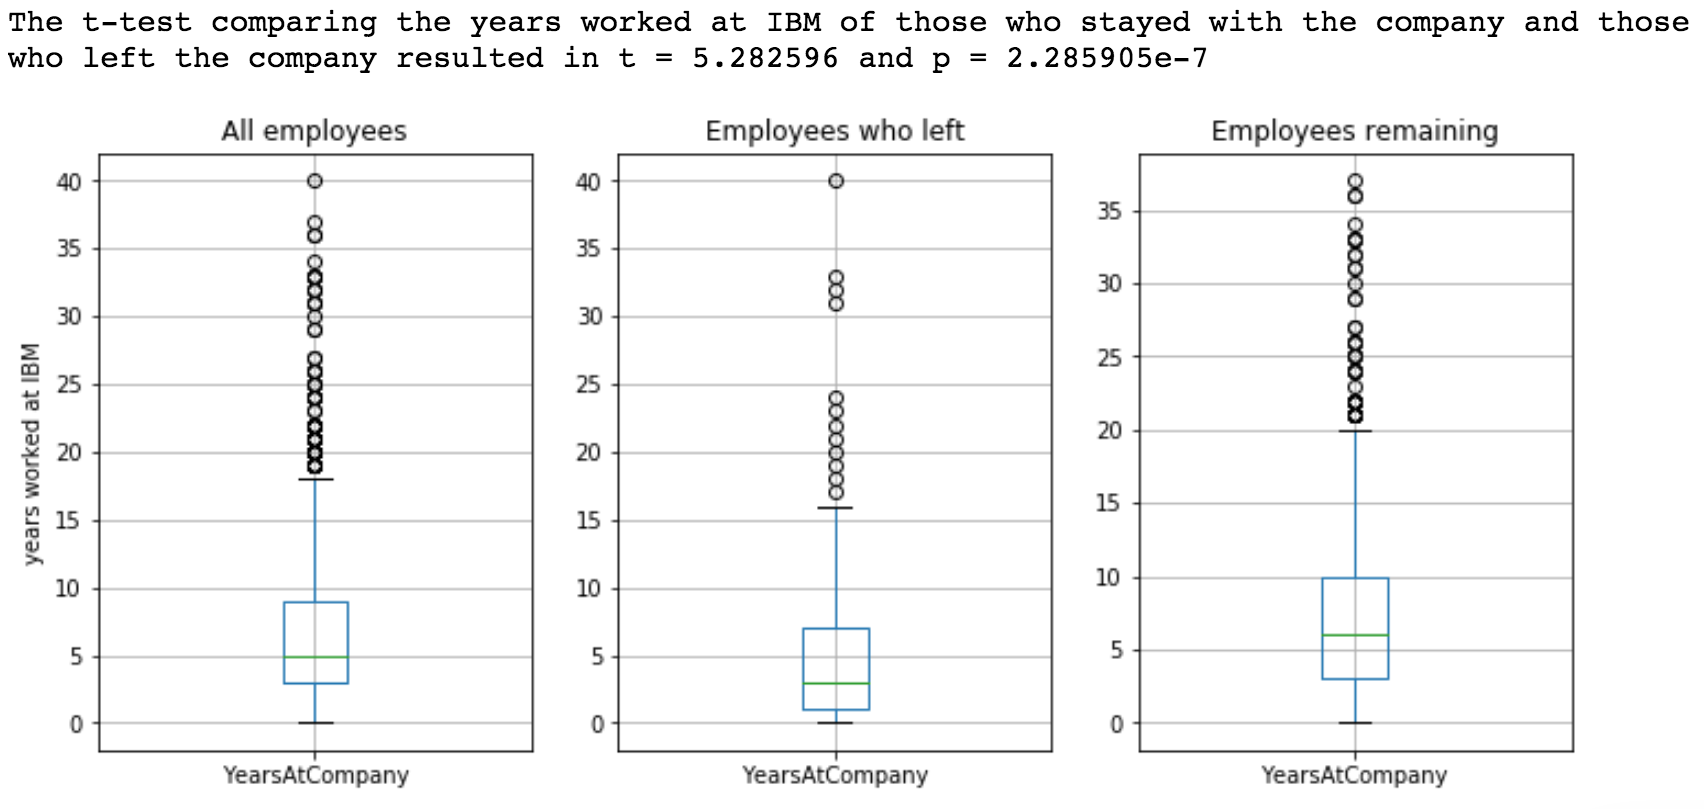 The t-test comparing the years worked at IBM of those who stayed with the company and those
who left the company resulted in t = 5.282596 and p = 2.285905e-7
All employees
Employees who left
Employees remaining
years worked at IBM
40
35
30
25
20
15
10
5
0
YearsAtCompany
40
35
30
25
20
15
10
5
0
YearsAtCompany
35
30
25
20
15
10
5
0
YearsAtCompany